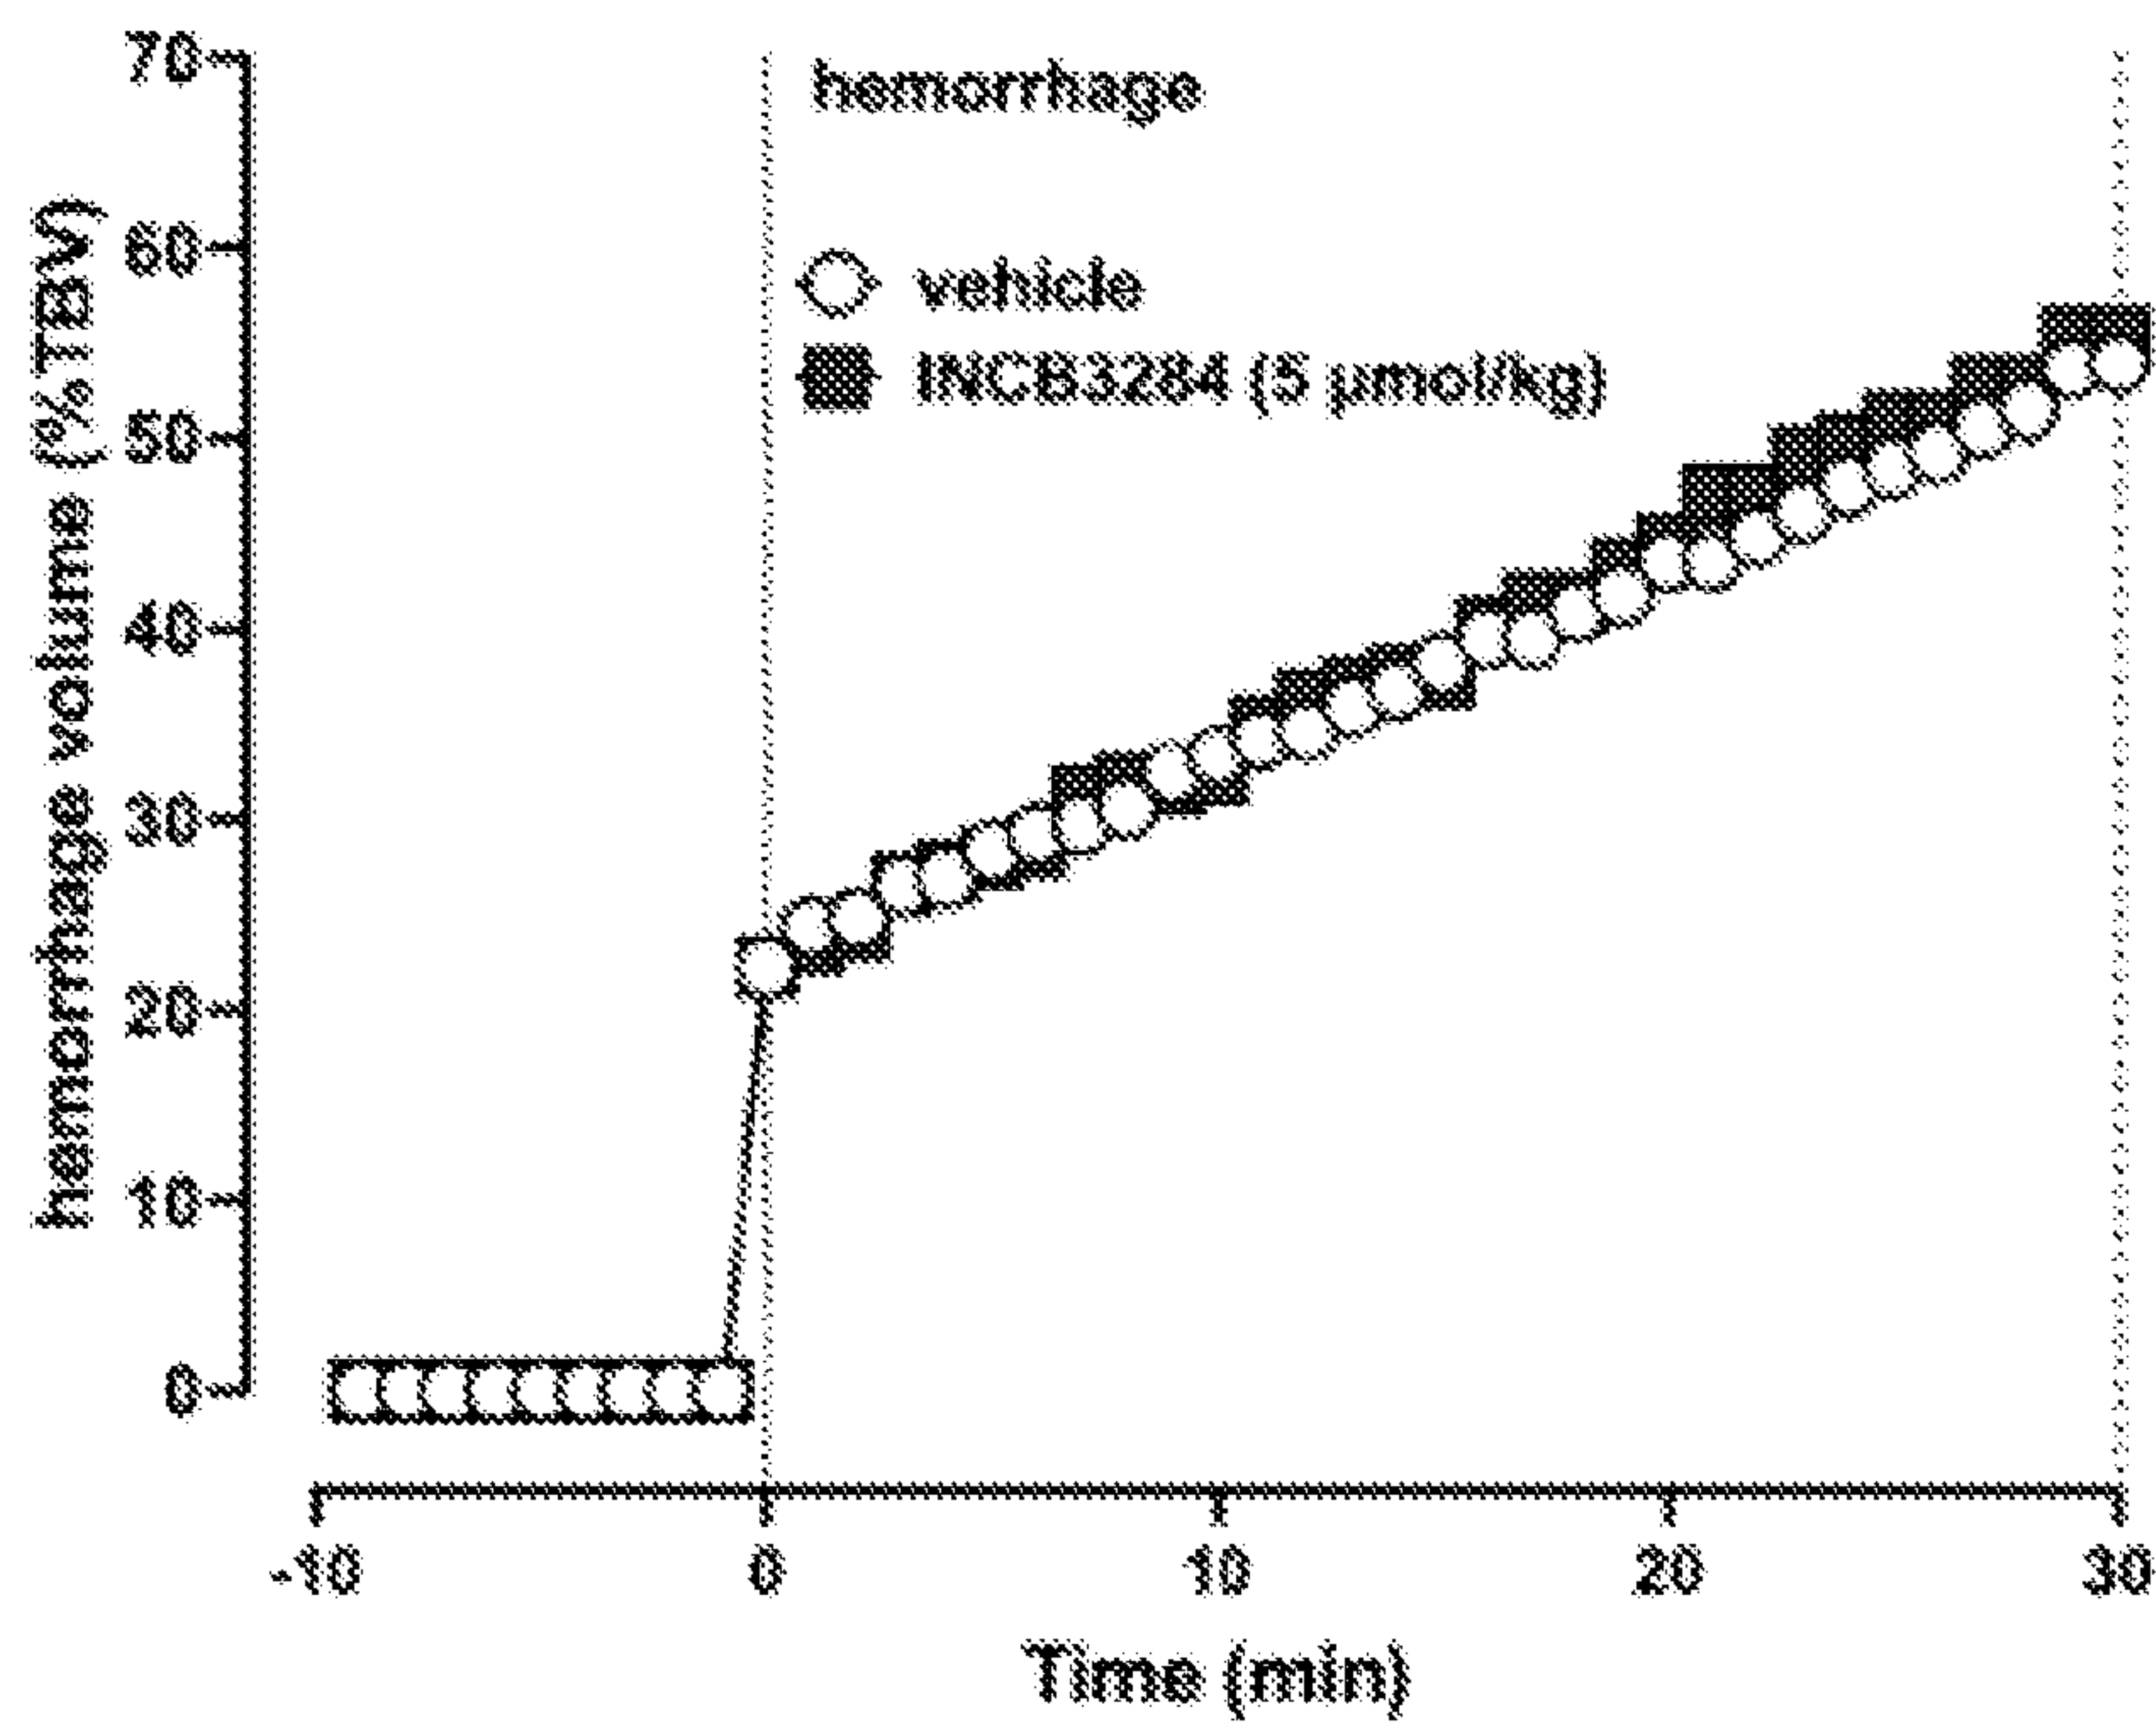 70
hemorrhage
60
vehicle
INCB3284 (5 µmol/kg)
50
40
30
20
10
0
hemorrhage volume (%TBV)
-10 0 10 20 30
Time (min)